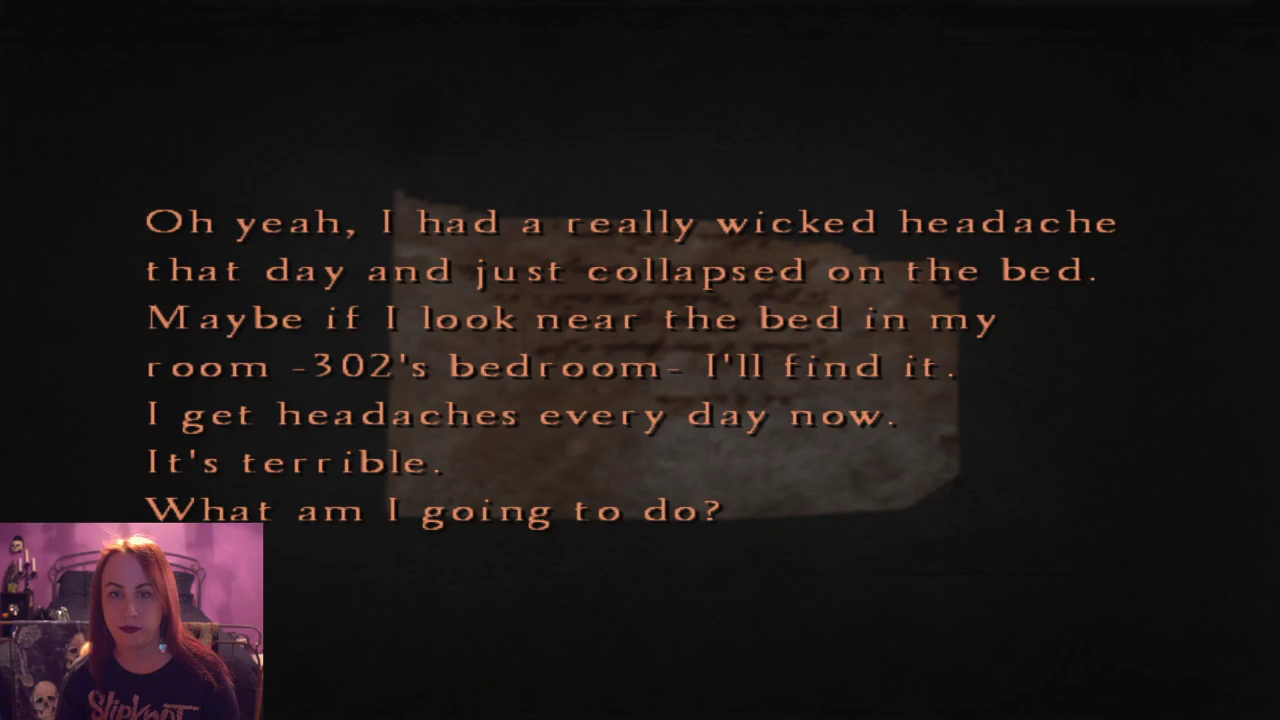 Oh yeah, I had a really wicked headache
that day and just collapsed on the bed.
Maybe if I look near the bed in my
room -302's bedroom- I'll find it.
I get headaches every day now.
It's terrible.
What am I going to do?
Slipknot